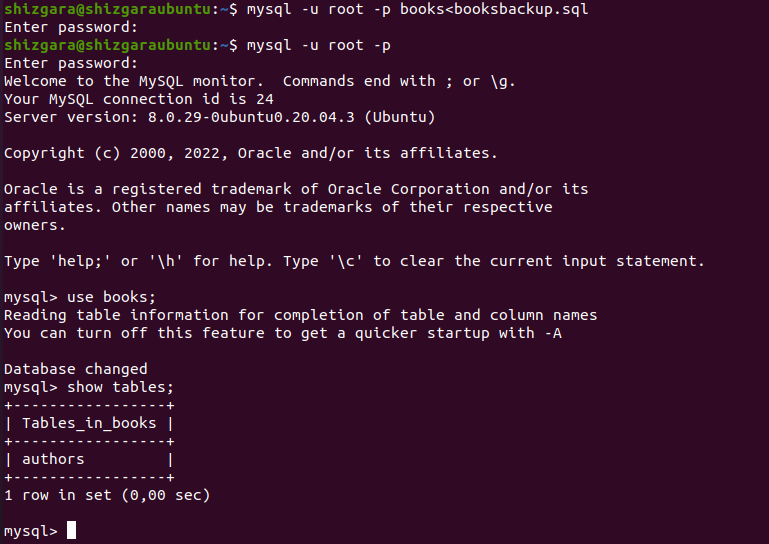 shizgara@shizgaraubuntu:~$ mysql -u root -p books<booksbackup.sql
Enter password:
shizgara@shizgaraubuntu:~$ mysql -u root -p
Enter password:
Welcome to the MySQL monitor.  Commands end with ; or \g.
Your MySQL connection id is 24
Server version: 8.0.29-0ubuntu0.20.04.3 (Ubuntu)

Copyright (c) 2000, 2022, Oracle and/or its affiliates.

Oracle is a registered trademark of Oracle Corporation and/or its
affiliates. Other names may be trademarks of their respective
owners.

Type 'help;' or '\h' for help. Type '\c' to clear the current input statement.

mysql> use books;
Reading table information for completion of table and column names
You can turn off this feature to get a quicker startup with -A

Database changed
mysql> show tables;
+-----------------+
| Tables_in_books |
+-----------------+
| authors         |
+-----------------+
1 row in set (0,00 sec)

mysql>